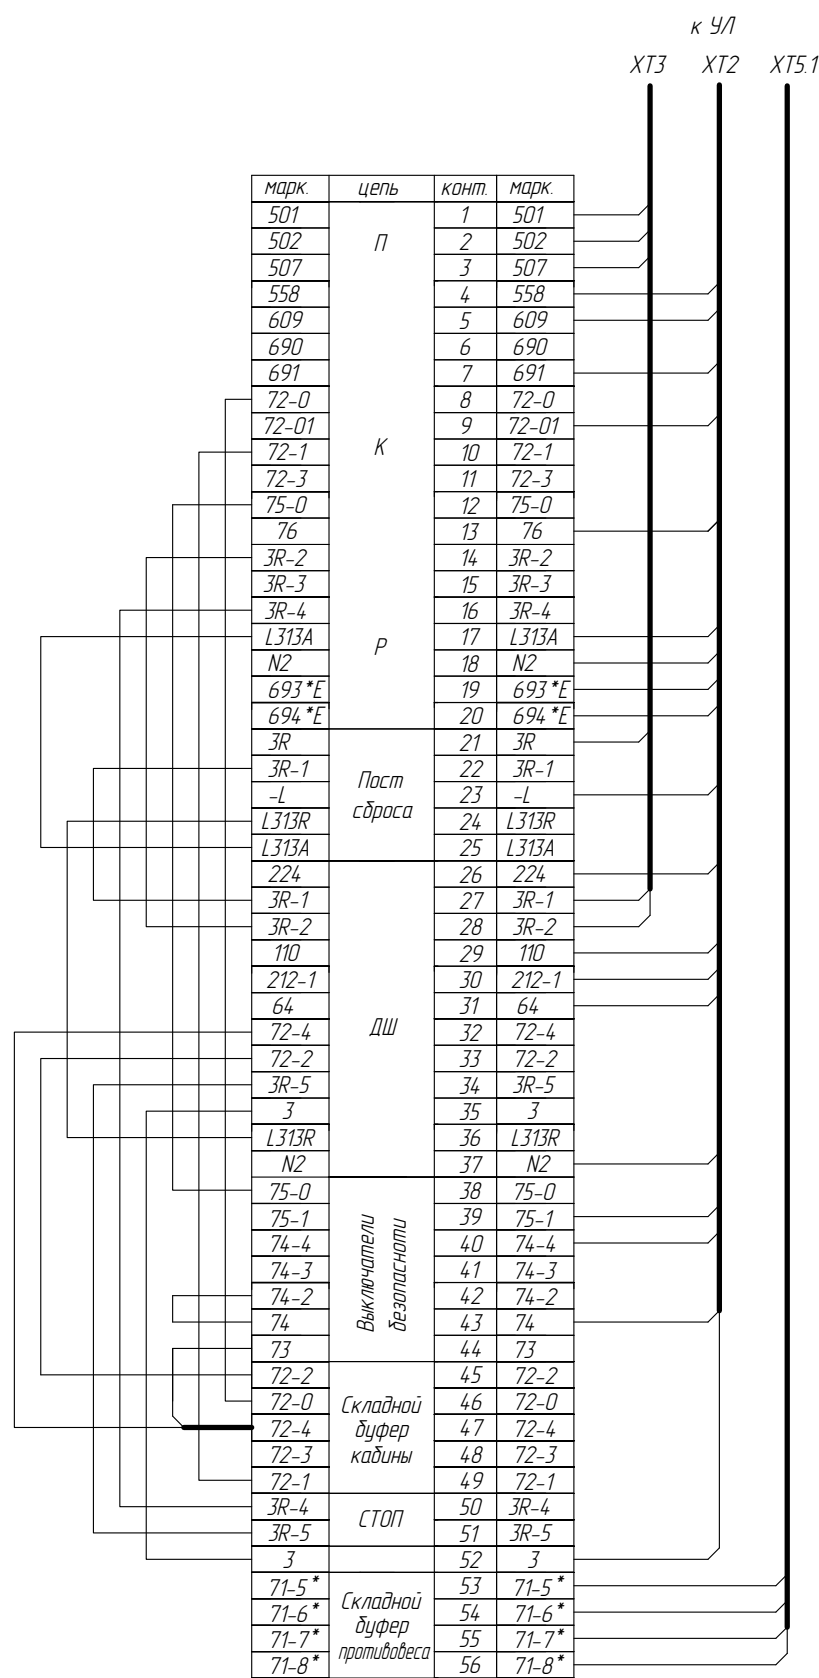 к УЛ
ХТ3 ХТ2 ХТ5.1
марк. цепь конт. марк.
501 1 501
502 П 2 502
507 3 507
558 4 558
609 5 609
690 6 690
691 7 691
72-0 8 72-0
72-01 9 72-01
72-1 К 10 72-1
72-3 11 72-3
75-0 12 75-0
76 13 76
3R-2 14 3R-2
3R-3 15 3R-3
3R-4 16 3R-4
L313A Р 17 L313A
N2 18 N2
693*E 19 693*E
694*E 20 694*E
3R 21 3R
3R-1 Пост 22 3R-1
-L сброса 23 -L
L313R 24 L313R
L313A 25 L313A
224 26 224
3R-1 27 3R-1
3R-2 28 3R-2
110 29 110
212-1 30 212-1
64 31 64
72-4 ДШ 32 72-4
72-2 33 72-2
3R-5 34 3R-5
3 35 3
L313R 36 L313R
N2 37 N2
75-0 38 75-0
75-1 39 75-1
74-4 Выключатели 40 74-4
74-3 безопасноти 41 74-3
74-2 42 74-2
74 43 74
73 44 73
72-2 45 72-2
72-0 Складной 46 72-0
72-4 буфер 47 72-4
72-3 кабины 48 72-3
72-1 49 72-1
3R-4 СТОП 50 3R-4
3R-5 51 3R-5
3 52 3
71-5* 53 71-5*
71-6* Складной 54 71-6*
71-7* буфер 55 71-7*
71-8* противовеса 56 71-8*